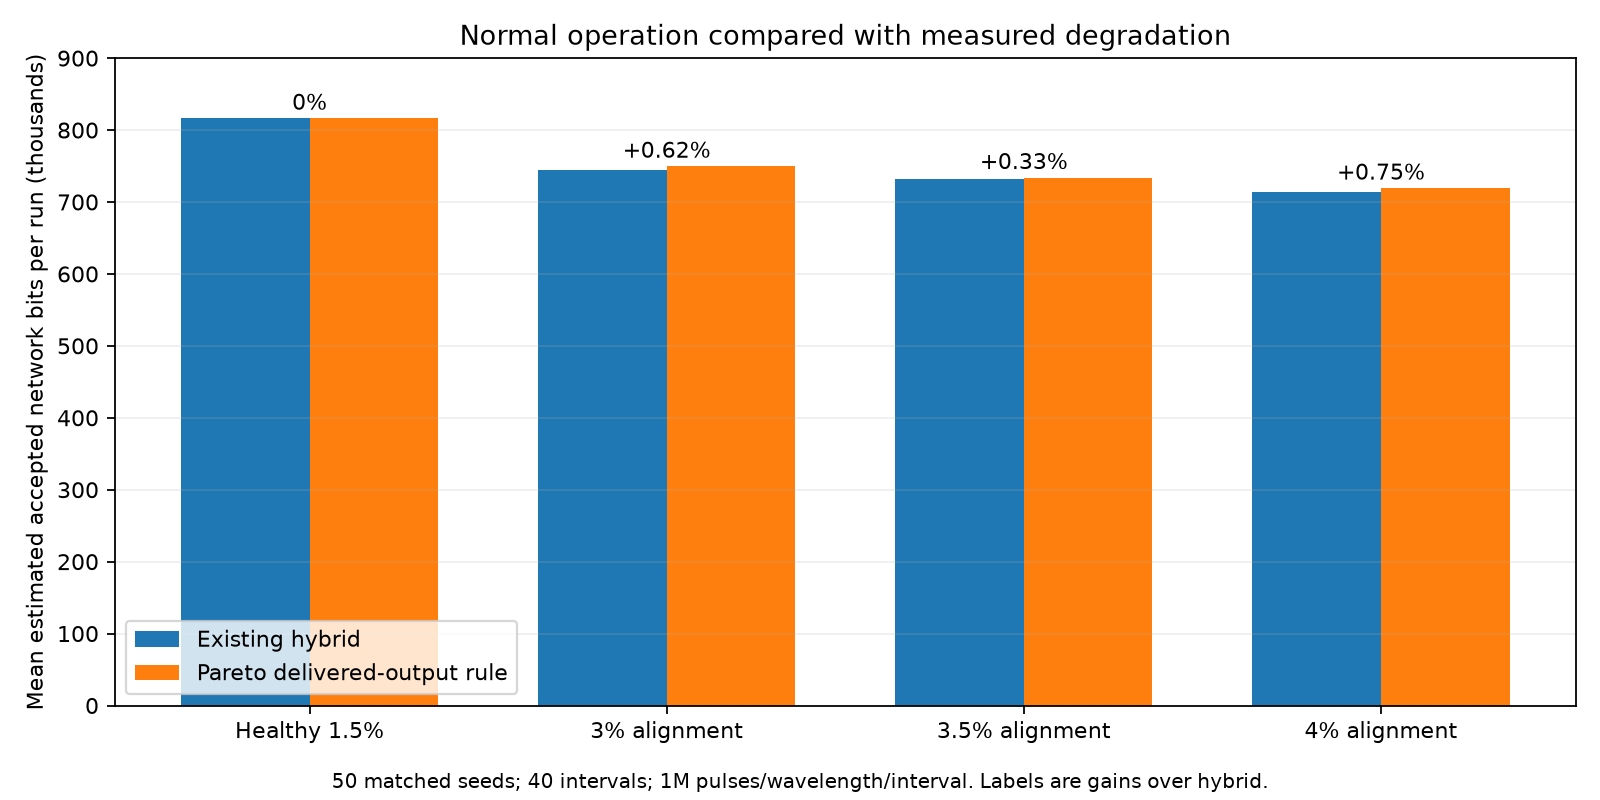 Normal operation compared with measured degradation
Mean estimated accepted network bits per run (thousands)
900
800
700
600
500
400
300
200
100
0
0%
+0.62%
+0.33%
+0.75%
Existing hybrid
Pareto delivered-output rule
Healthy 1.5%
3% alignment
3.5% alignment
4% alignment
50 matched seeds; 40 intervals; 1M pulses/wavelength/interval. Labels are gains over hybrid.